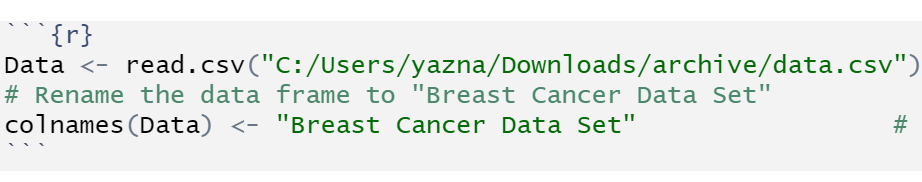 ```{r}
Data <- read.csv("C:/Users/yazna/Downloads/archive/data.csv")
# Rename the data frame to "Breast Cancer Data Set"
colnames(Data) <- "Breast Cancer Data Set" #
```